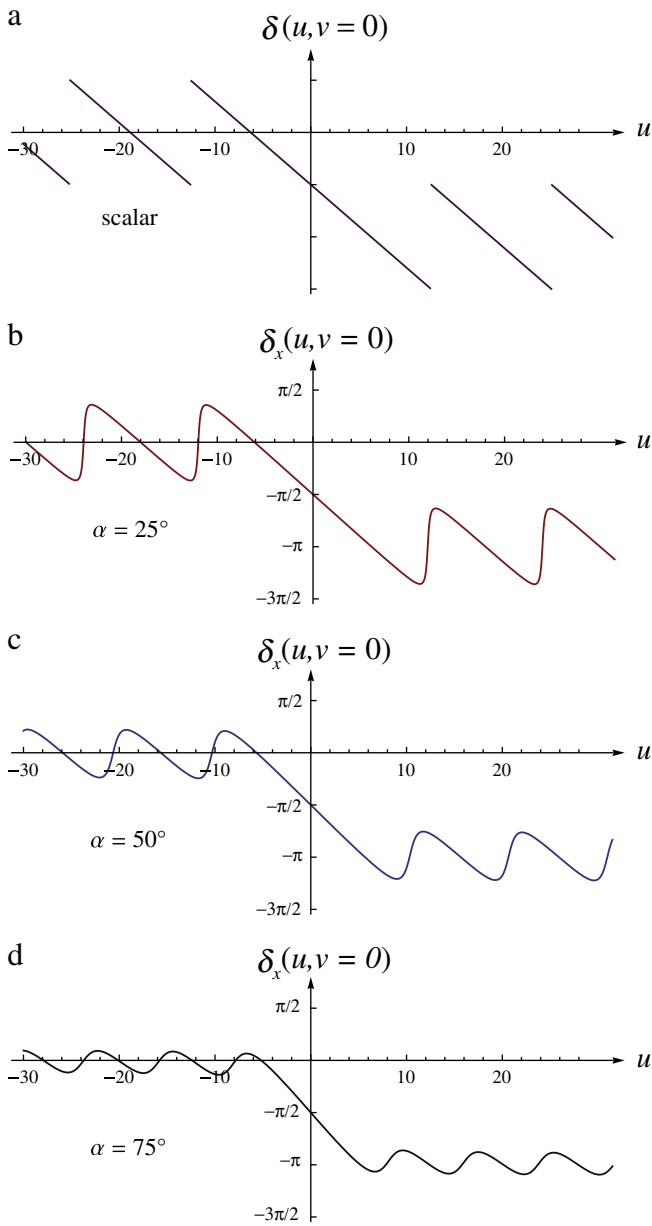 a
δ(u,v = 0)
u
−30 −20 −10 10 20
scalar
b
δx(u,v = 0)
π/2
u
−30 −20 −10 10 20
−π/2
α = 25°
−π
−3π/2
c
δx(u,v = 0)
π/2
u
−30 −20 −10 10 20
−π/2
α = 50°
−π
−3π/2
d
δx(u,v = 0)
π/2
u
−30 −20 −10 10 20
−π/2
α = 75°
−π
−3π/2